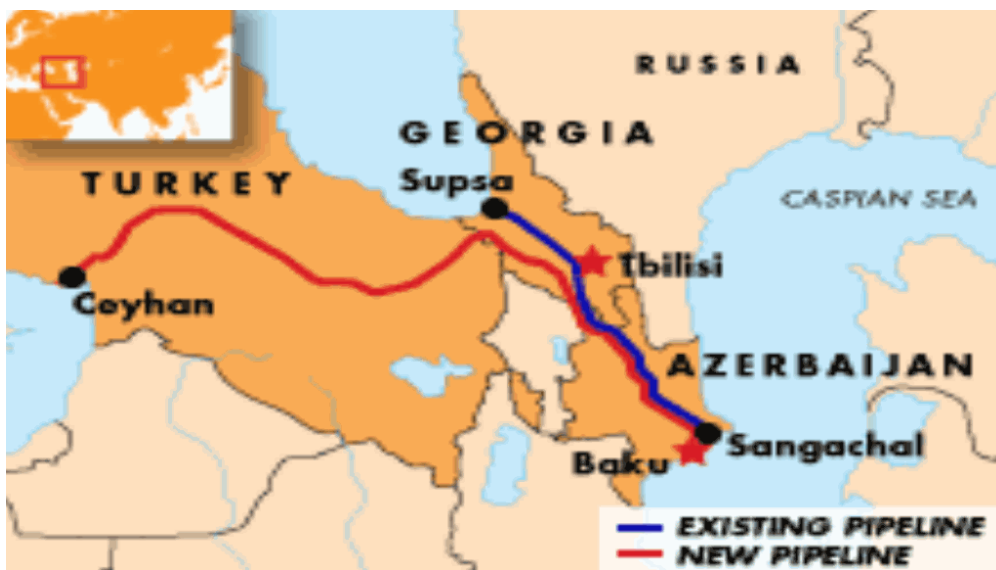 RUSSIA
GEORGIA
TURKEY
Supsa
CASPIAN SEA
Tbilisi
Ceyhan
AZERBAIJAN
Sangachal
Baku
EXISTING PIPELINE
NEW PIPELINE